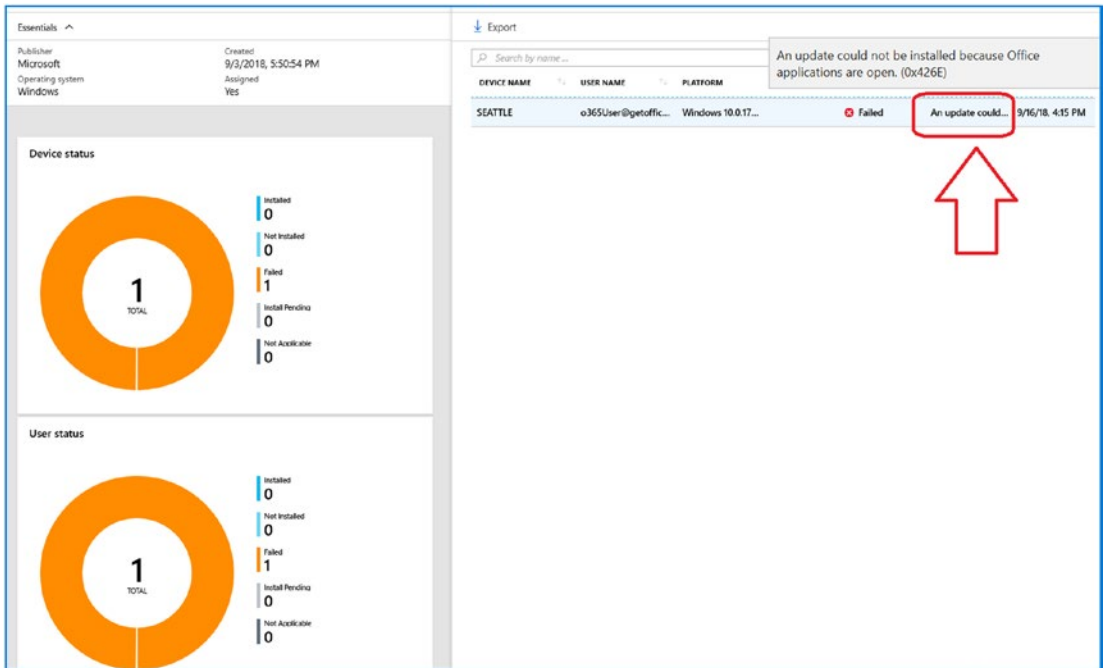 Essentials
Publisher
Microsoft
Operating system
Windows
Created
9/3/2018, 5:50:54 PM
Assigned
Yes
Device status
1
TOTAL
Installed
0
Not Installed
0
Failed
1
Install Pending
0
Not Applicable
0
User status
1
TOTAL
Installed
0
Not Installed
0
Failed
1
Install Pending
0
Not Applicable
0
Export
Search by name ...
An update could not be installed because Office
applications are open. (0x426E)
DEVICE NAME USER NAME PLATFORM
SEATTLE o365User@getoffic... Windows 10.0.17... Failed An update could... 9/16/18, 4:15 PM